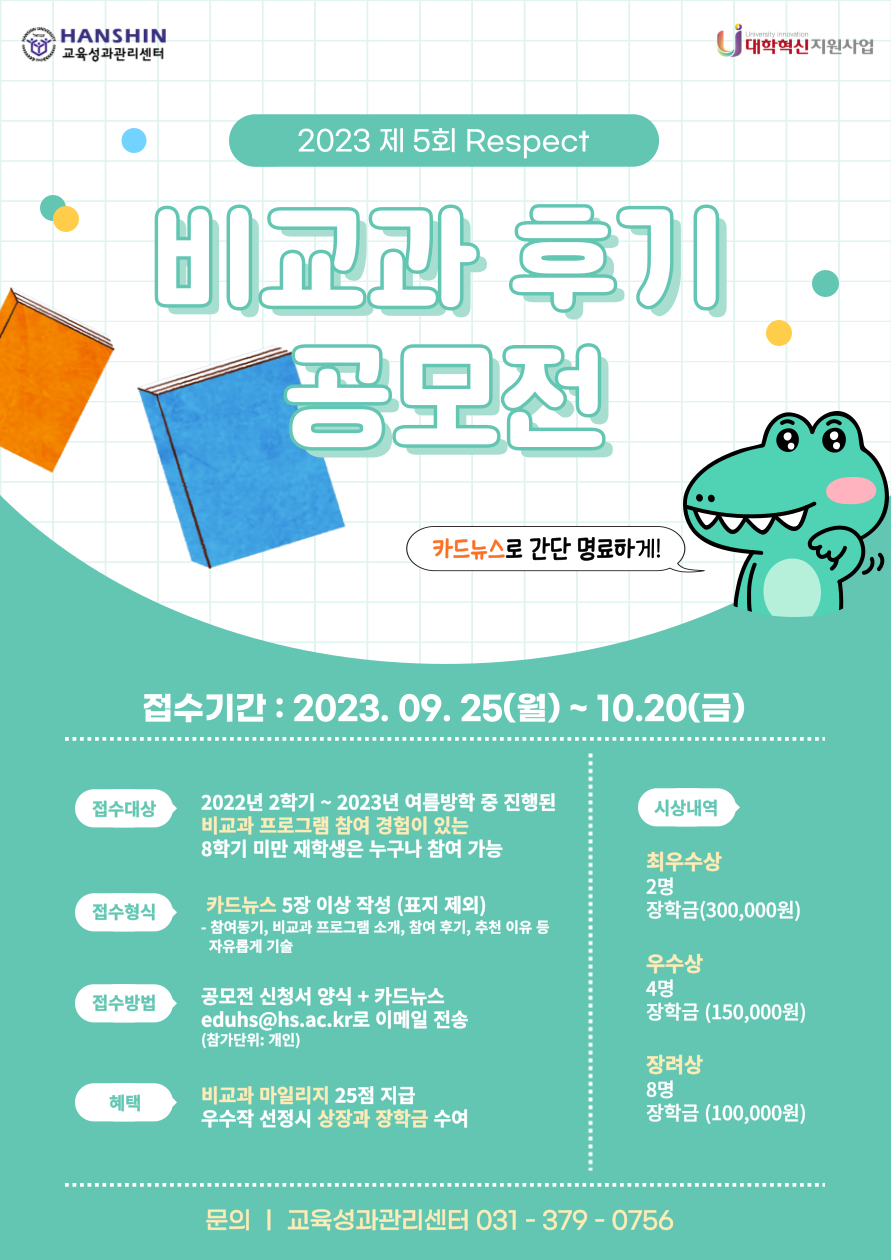 HANSHIN
교육성과관리센터
University innovation
대학혁신지원사업
2023 제 5회 Respect
비교과 후기
공모전
카드뉴스로 간단 명료하게!
접수기간 : 2023. 09. 25(월) ~ 10.20(금)
접수대상
2022년 2학기 ~ 2023년 여름방학 중 진행된
비교과 프로그램 참여 경험이 있는
8학기 미만 재학생은 누구나 참여 가능
접수형식
카드뉴스 5장 이상 작성 (표지 제외)
- 참여동기, 비교과 프로그램 소개, 참여 후기, 추천 이유 등
자유롭게 기술
접수방법
공모전 신청서 양식 + 카드뉴스
eduhs@hs.ac.kr로 이메일 전송
(참가단위: 개인)
혜택
비교과 마일리지 25점 지급
우수작 선정시 상장과 장학금 수여
시상내역
최우수상
2명
장학금(300,000원)
우수상
4명
장학금 (150,000원)
장려상
8명
장학금 (100,000원)
문의 ㅣ 교육성과관리센터 031 - 379 - 0756